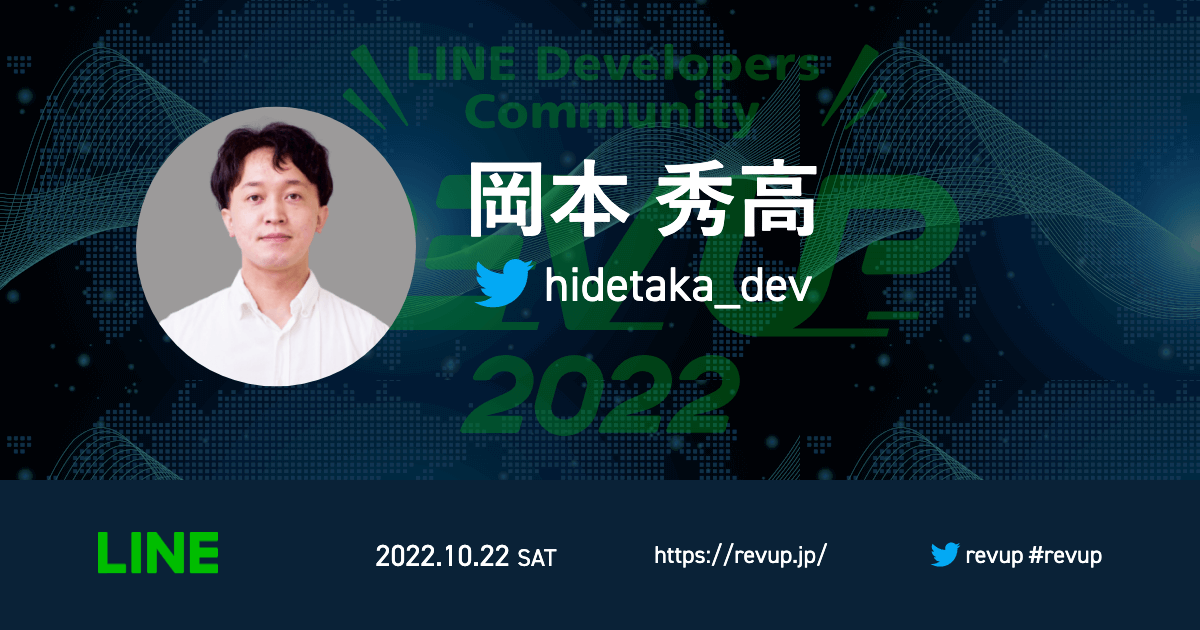 LINE Developers
Community
REVUP
2022
岡本 秀高
hidetaka_dev
LINE
2022.10.22 SAT
https://revup.jp/
revup #revup